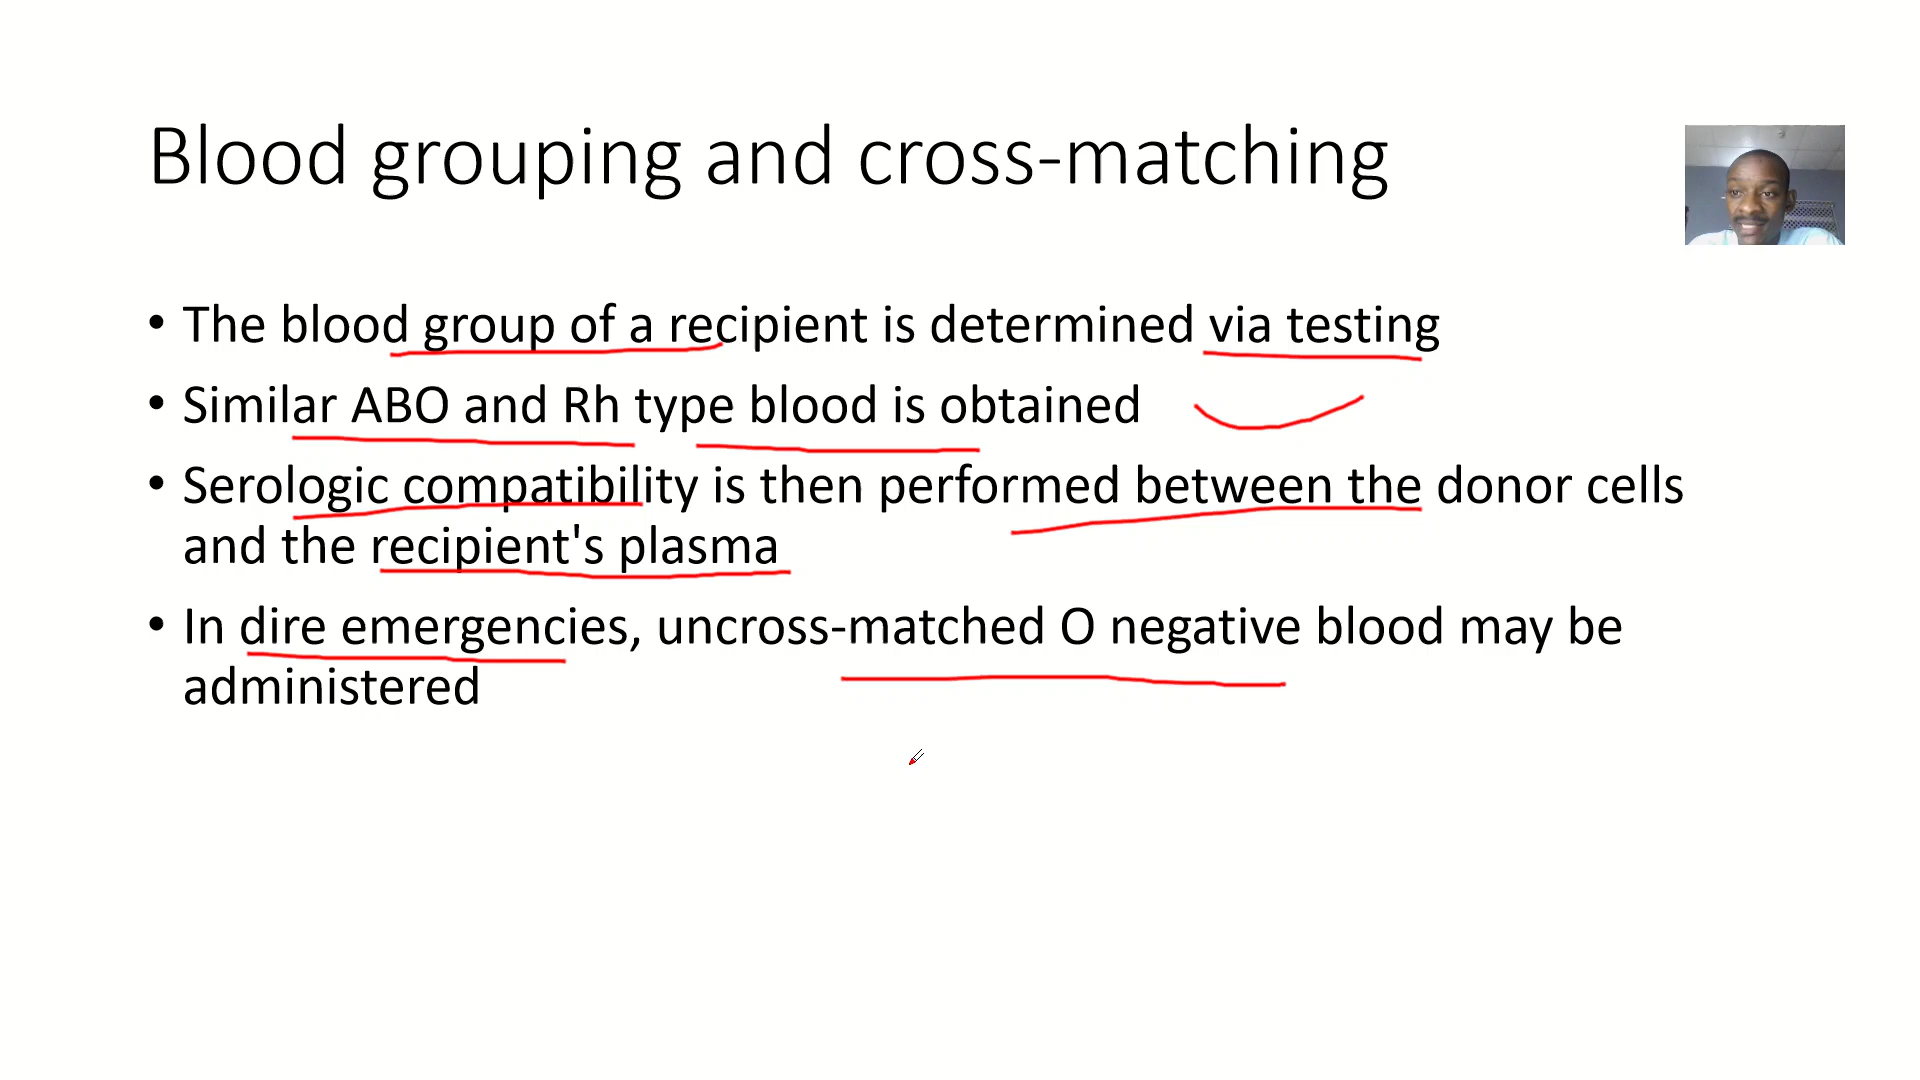 Blood grouping and cross-matching
• The blood group of a recipient is determined via testing
• Similar ABO and Rh type blood is obtained
• Serologic compatibility is then performed between the donor cells
and the recipient's plasma
• In dire emergencies, uncross-matched O negative blood may be
administered